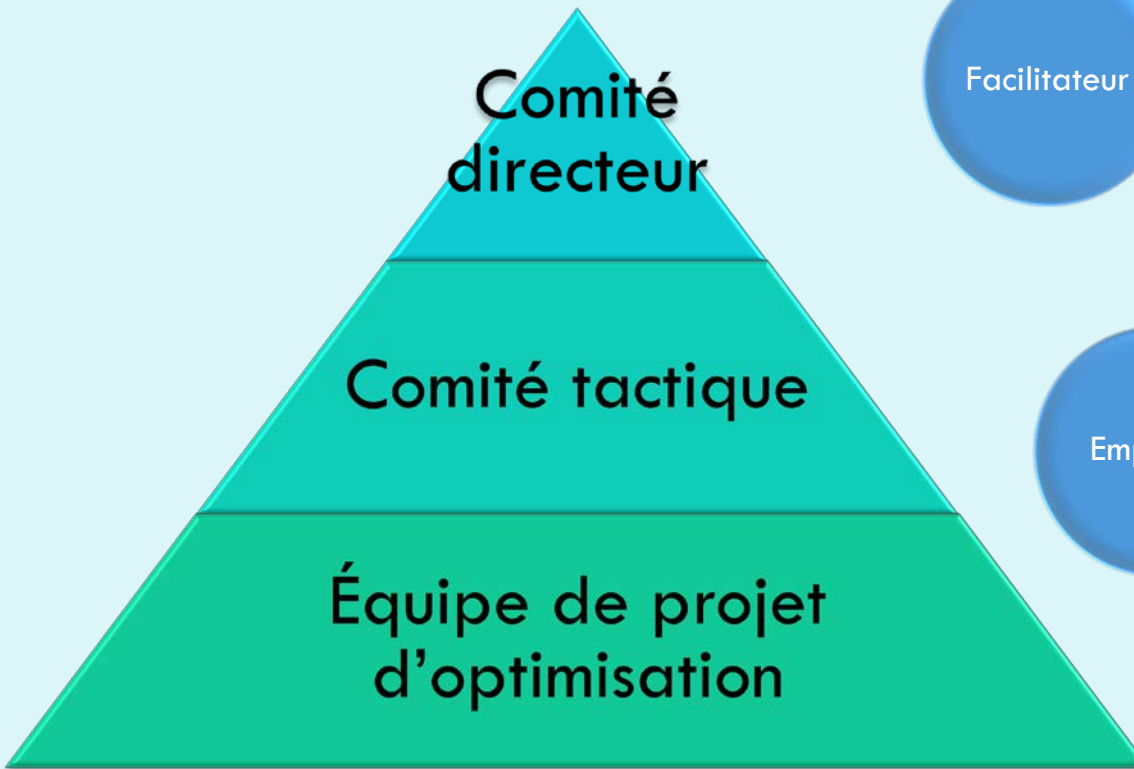 Comité
directeur
Facilitateur
Comité tactique
Équipe de projet
d’optimisation